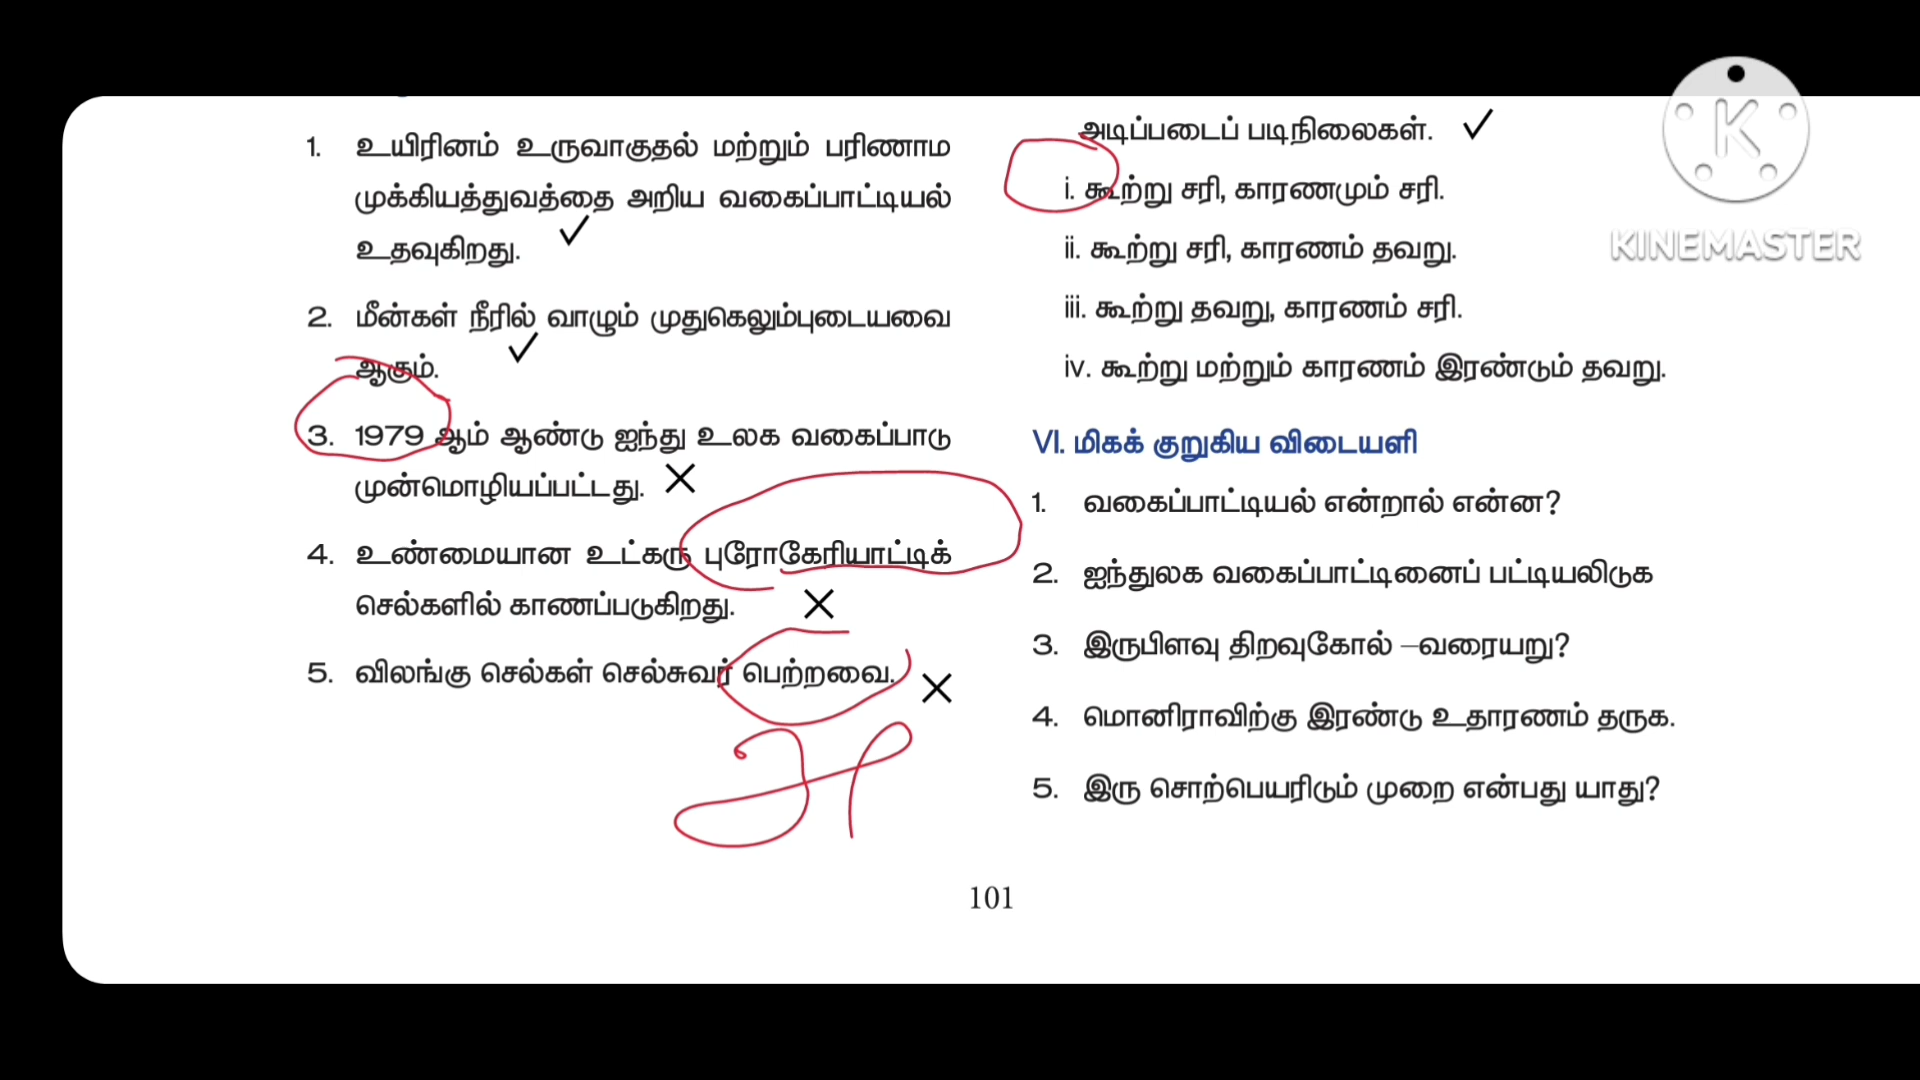 1. உயிரினம் உருவாகுதல் மற்றும் பரிணாம
முக்கியத்துவத்தை அறிய வகைப்பாட்டியல்
உதவுகிறது. ✓
2. மீன்கள் நீரில் வாழும் முதுகெலும்புடையவை
ஆகும். ✓
3. 1979 ஆம் ஆண்டு ஐந்து உலக வகைப்பாடு
முன்மொழியப்பட்டது. ✕
4. உண்மையான உட்கரு புரோகேரியாட்டிக்
செல்களில் காணப்படுகிறது. ✕
5. விலங்கு செல்கள் செல்சுவர் பெற்றவை. ✕
அடிப்படைப் படிநிலைகள். ✓
i. கூற்று சரி, காரணமும் சரி.
ii. கூற்று சரி, காரணம் தவறு.
iii. கூற்று தவறு, காரணம் சரி.
iv. கூற்று மற்றும் காரணம் இரண்டும் தவறு.
VI. மிகக் குறுகிய விடையளி
1. வகைப்பாட்டியல் என்றால் என்ன?
2. ஐந்துலக வகைப்பாட்டினைப் பட்டியலிடுக
3. இருபிளவு திறவுகோல் –வரையறு?
4. மொனிராவிற்கு இரண்டு உதாரணம் தருக.
5. இரு சொற்பெயரிடும் முறை என்பது யாது?
101
K
KINEMASTER